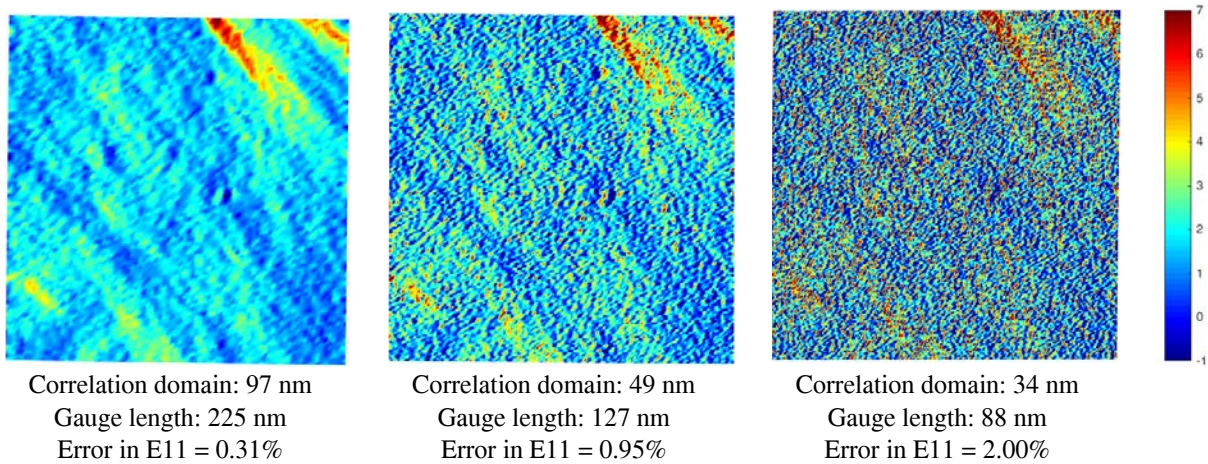 Correlation domain: 97 nm
Gauge length: 225 nm
Error in E11 = 0.31%
Correlation domain: 49 nm
Gauge length: 127 nm
Error in E11 = 0.95%
Correlation domain: 34 nm
Gauge length: 88 nm
Error in E11 = 2.00%
7
6
5
4
3
2
1
0
-1